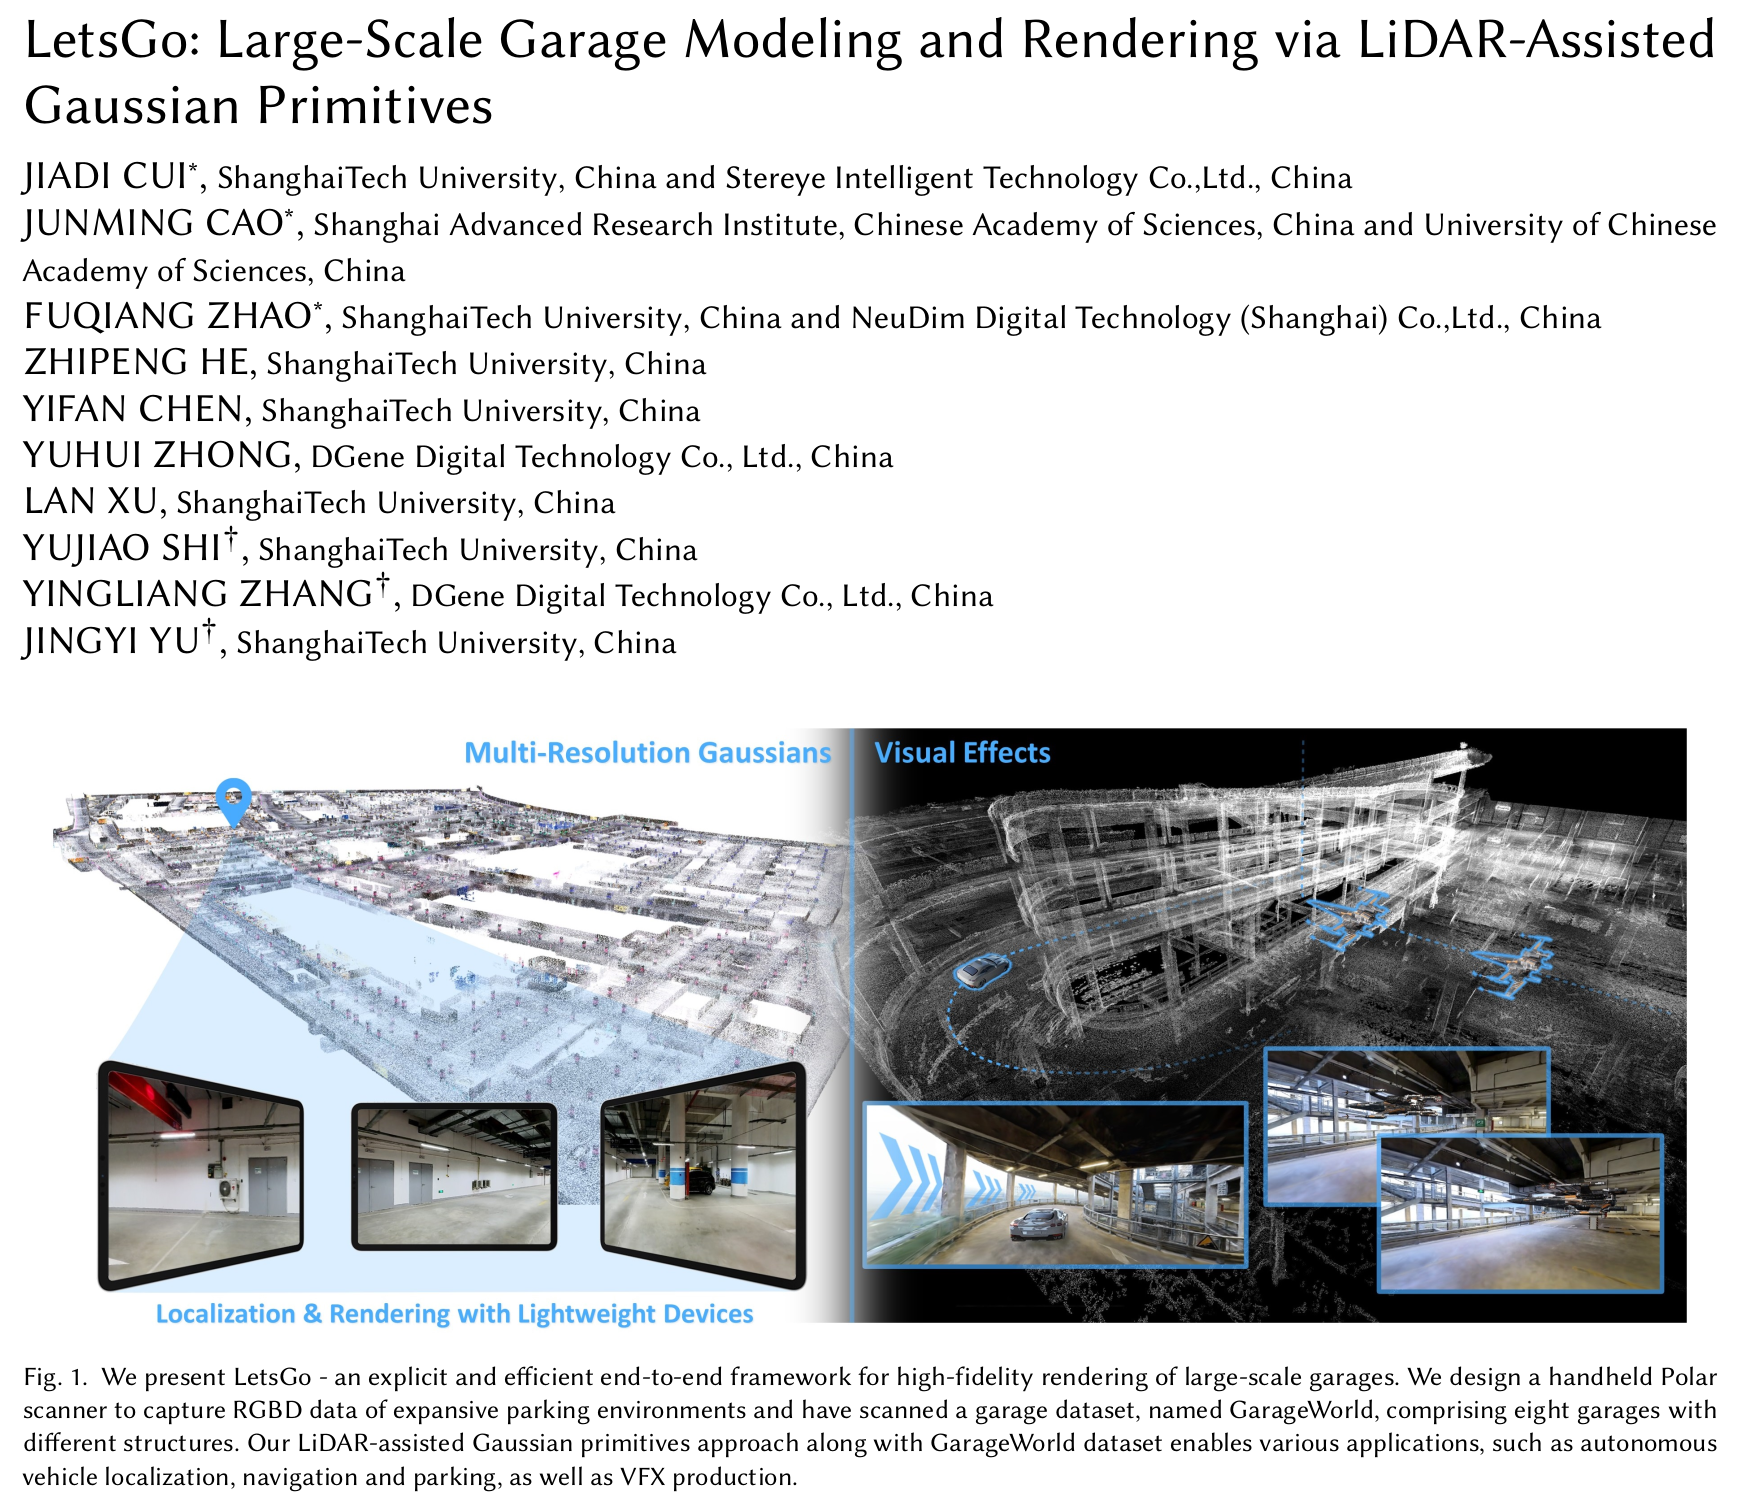 LetsGo: Large-Scale Garage Modeling and Rendering via LiDAR-Assisted
Gaussian Primitives
JIADI CUI*, ShanghaiTech University, China and Stereye Intelligent Technology Co.,Ltd., China
JUNMING CAO*, Shanghai Advanced Research Institute, Chinese Academy of Sciences, China and University of Chinese
Academy of Sciences, China
FUQIANG ZHAO*, ShanghaiTech University, China and NeuDim Digital Technology (Shanghai) Co.,Ltd., China
ZHIPENG HE, ShanghaiTech University, China
YIFAN CHEN, ShanghaiTech University, China
YUHUI ZHONG, DGene Digital Technology Co., Ltd., China
LAN XU, ShanghaiTech University, China
YUJIAO SHI†, ShanghaiTech University, China
YINGLIANG ZHANG†, DGene Digital Technology Co., Ltd., China
JINGYI YU†, ShanghaiTech University, China
Multi-Resolution Gaussians
Visual Effects
Localization & Rendering with Lightweight Devices
Fig. 1. We present LetsGo - an explicit and efficient end-to-end framework for high-fidelity rendering of large-scale garages. We design a handheld Polar
scanner to capture RGBD data of expansive parking environments and have scanned a garage dataset, named GarageWorld, comprising eight garages with
different structures. Our LiDAR-assisted Gaussian primitives approach along with GarageWorld dataset enables various applications, such as autonomous
vehicle localization, navigation and parking, as well as VFX production.